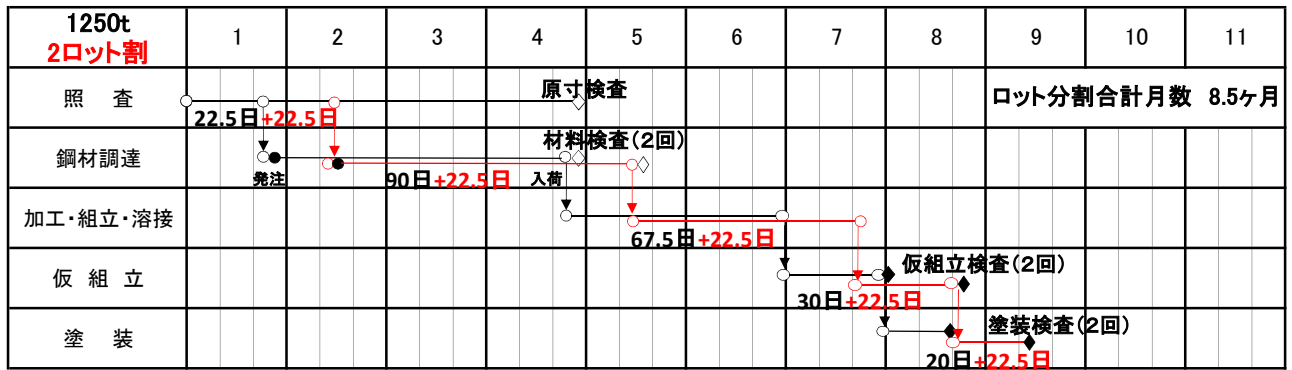 1250t
2ロット割
1 2 3 4 5 6 7 8 9 10 11
照 査
原寸検査
ロット分割合計月数 8.5ヶ月
22.5日+22.5日
材料検査(2回)
鋼材調達
発注
90日+22.5日
入荷
加工・組立・溶接
67.5日+22.5日
仮組立検査(2回)
仮 組 立
30日+22.5日
塗装検査(2回)
塗 装
20日+22.5日